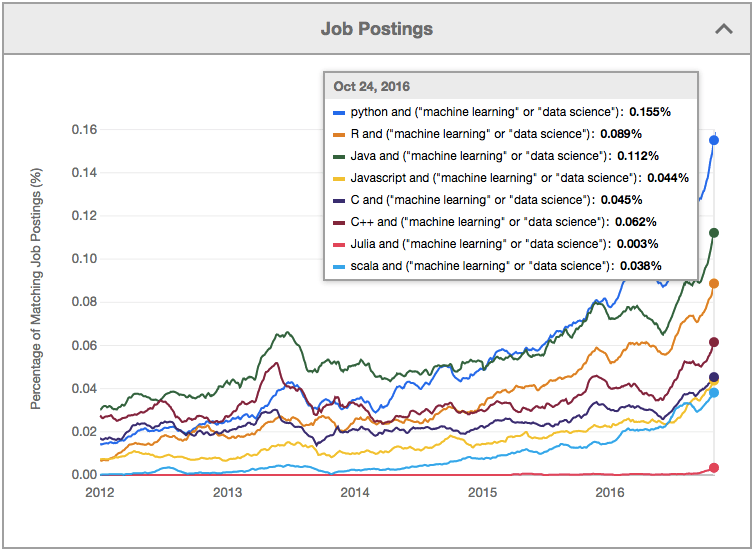 Job Postings
Oct 24, 2016
python and ("machine learning" or "data science"): 0.155%
R and ("machine learning" or "data science"): 0.089%
Java and ("machine learning" or "data science"): 0.112%
Javascript and ("machine learning" or "data science"): 0.044%
C and ("machine learning" or "data science"): 0.045%
C++ and ("machine learning" or "data science"): 0.062%
Julia and ("machine learning" or "data science"): 0.003%
scala and ("machine learning" or "data science"): 0.038%
Percentage of Matching Job Postings (%)
0.16
0.14
0.12
0.10
0.08
0.06
0.04
0.02
0.00
2012 2013 2014 2015 2016